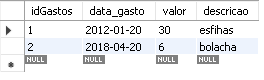 idGastos data_gasto valor descricao
1 2012-01-20 30 esfihas
2 2018-04-20 6 bolacha
NULL NULL NULL NULL